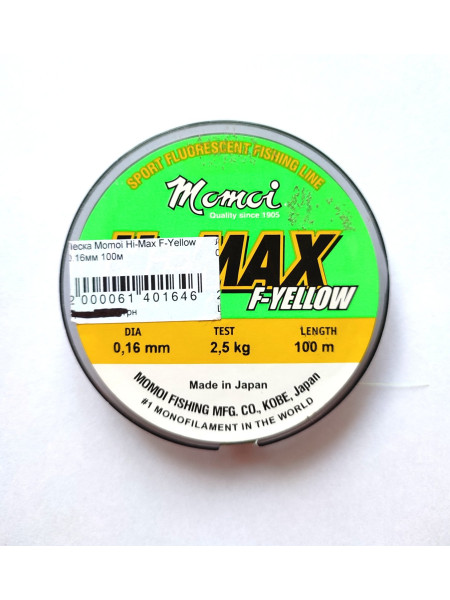 SPORT FLUORESCENT FISHING LINE
Momoi
Quality since 1905
MAX
F-YELLOW
Леска Momoi Hi-Max F-Yellow
0.16мм 100м
2 000061 401646
рн
DIA TEST LENGTH
0,16 mm 2,5 kg 100 m
Made in Japan
MOMOI FISHING MFG. CO., KOBE, Japan
#1 MONOFILAMENT IN THE WORLD